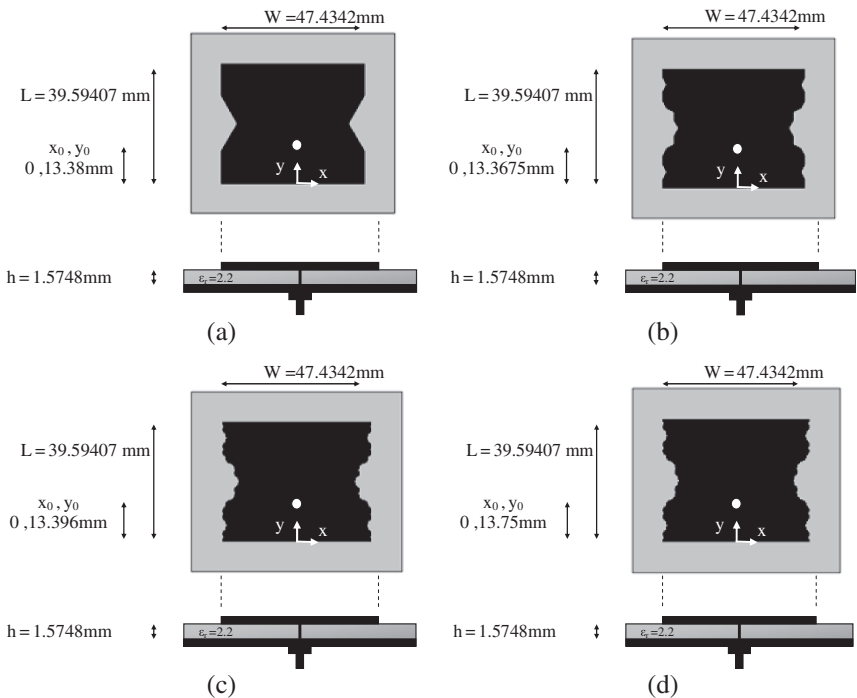 W =47.4342mm
L = 39.59407 mm
x₀ , y₀
0 ,13.38mm
y
x
h = 1.5748mm
εᵣ=2.2
(a)
W =47.4342mm
L = 39.59407 mm
x₀ , y₀
0 ,13.3675mm
y
x
h = 1.5748mm
εᵣ=2.2
(b)
W =47.4342mm
L = 39.59407 mm
x₀ , y₀
0 ,13.396mm
y
x
h = 1.5748mm
εᵣ=2.2
(c)
W =47.4342mm
L = 39.59407 mm
x₀ , y₀
0 ,13.75mm
y
x
h = 1.5748mm
εᵣ=2.2
(d)